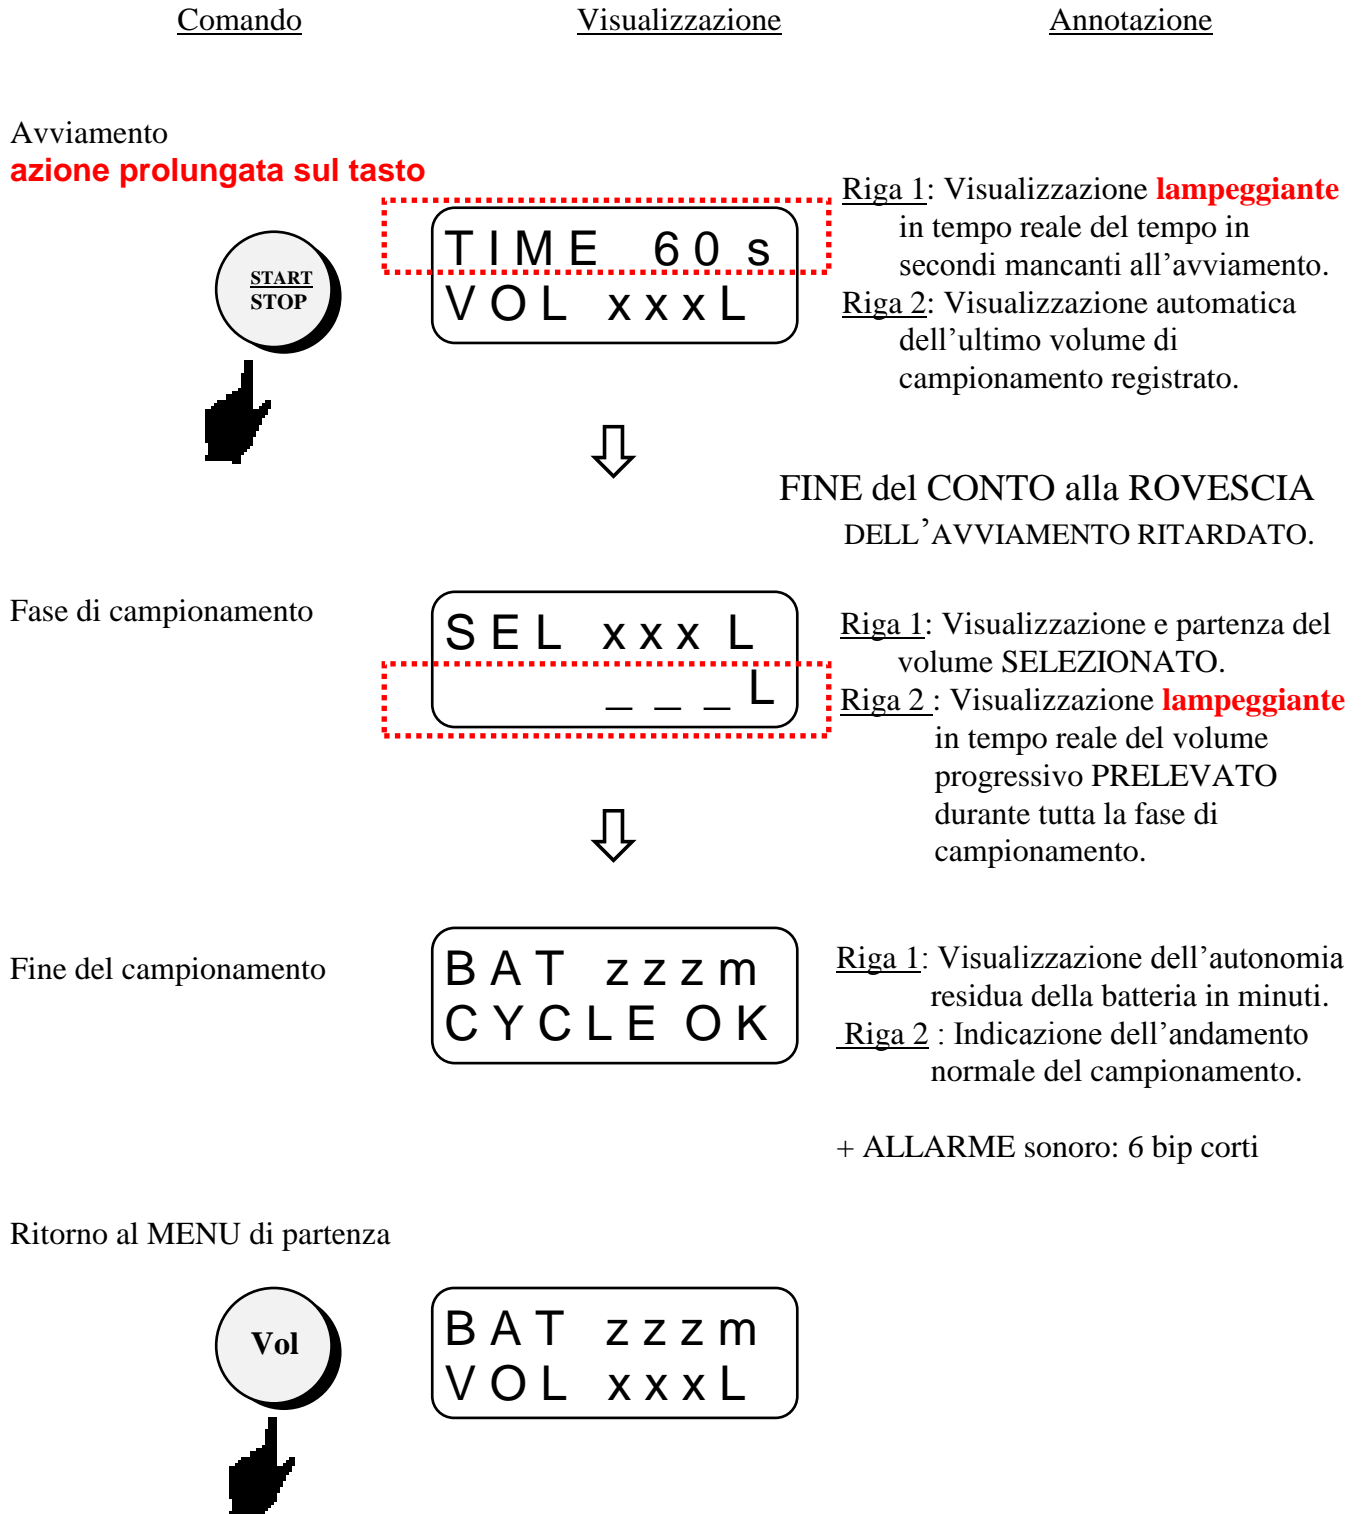 Comando Visualizzazione Annotazione
Avviamento
azione prolungata sul tasto
START
STOP
TIME 60 s
VOL xxxL
Riga 1: Visualizzazione lampeggiante
in tempo reale del tempo in
secondi mancanti all’avviamento.
Riga 2: Visualizzazione automatica
dell’ultimo volume di
campionamento registrato.
FINE del CONTO alla ROVESCIA
DELL’AVVIAMENTO RITARDATO.
Fase di campionamento
SEL xxx L
_ _ _ L
Riga 1: Visualizzazione e partenza del
volume SELEZIONATO.
Riga 2 : Visualizzazione lampeggiante
in tempo reale del volume
progressivo PRELEVATO
durante tutta la fase di
campionamento.
Fine del campionamento
BAT zzzm
CYCLE OK
Riga 1: Visualizzazione dell’autonomia
residua della batteria in minuti.
Riga 2 : Indicazione dell’andamento
normale del campionamento.
+ ALLARME sonoro: 6 bip corti
Ritorno al MENU di partenza
Vol
BAT zzzm
VOL xxxL